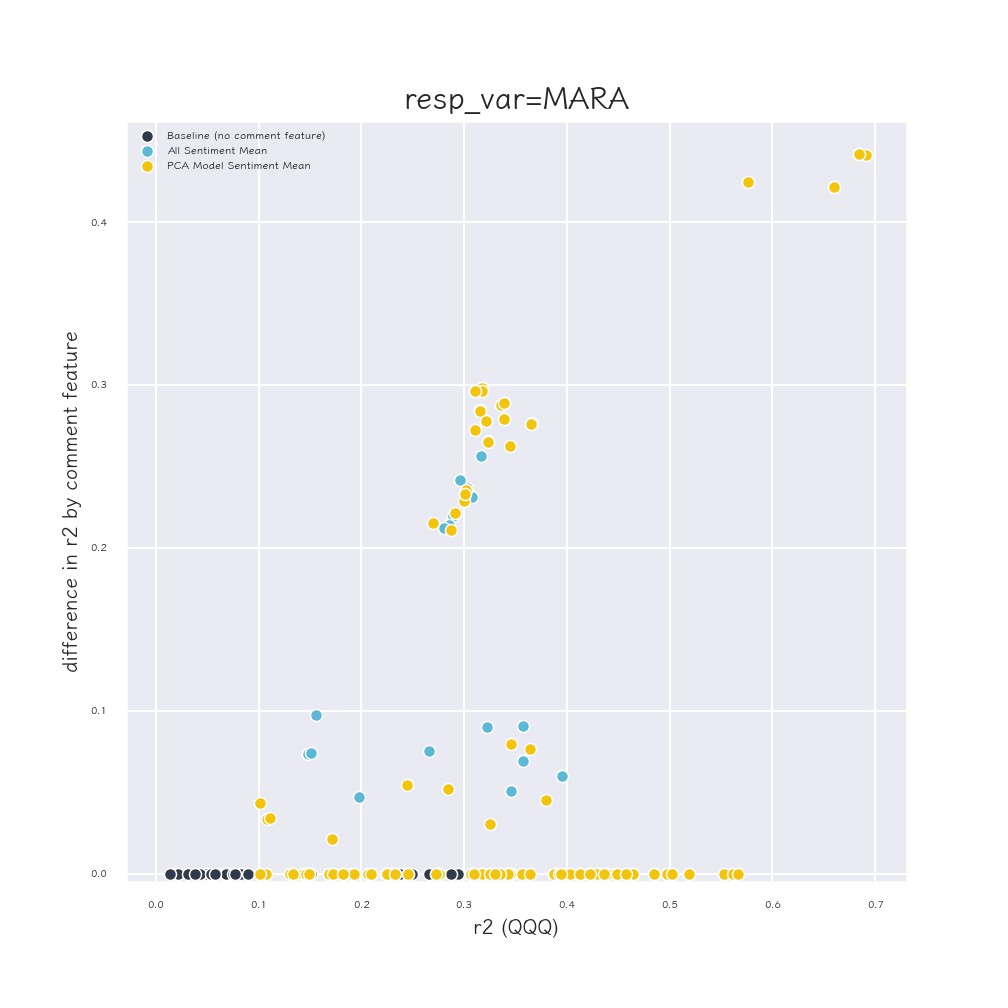 resp_var=MARA
Baseline (no comment feature)
All Sentiment Mean
PCA Model Sentiment Mean
difference in r2 by comment feature
0.4
0.3
0.2
0.1
0.0
0.0 0.1 0.2 0.3 0.4 0.5 0.6 0.7
r2 (QQQ)